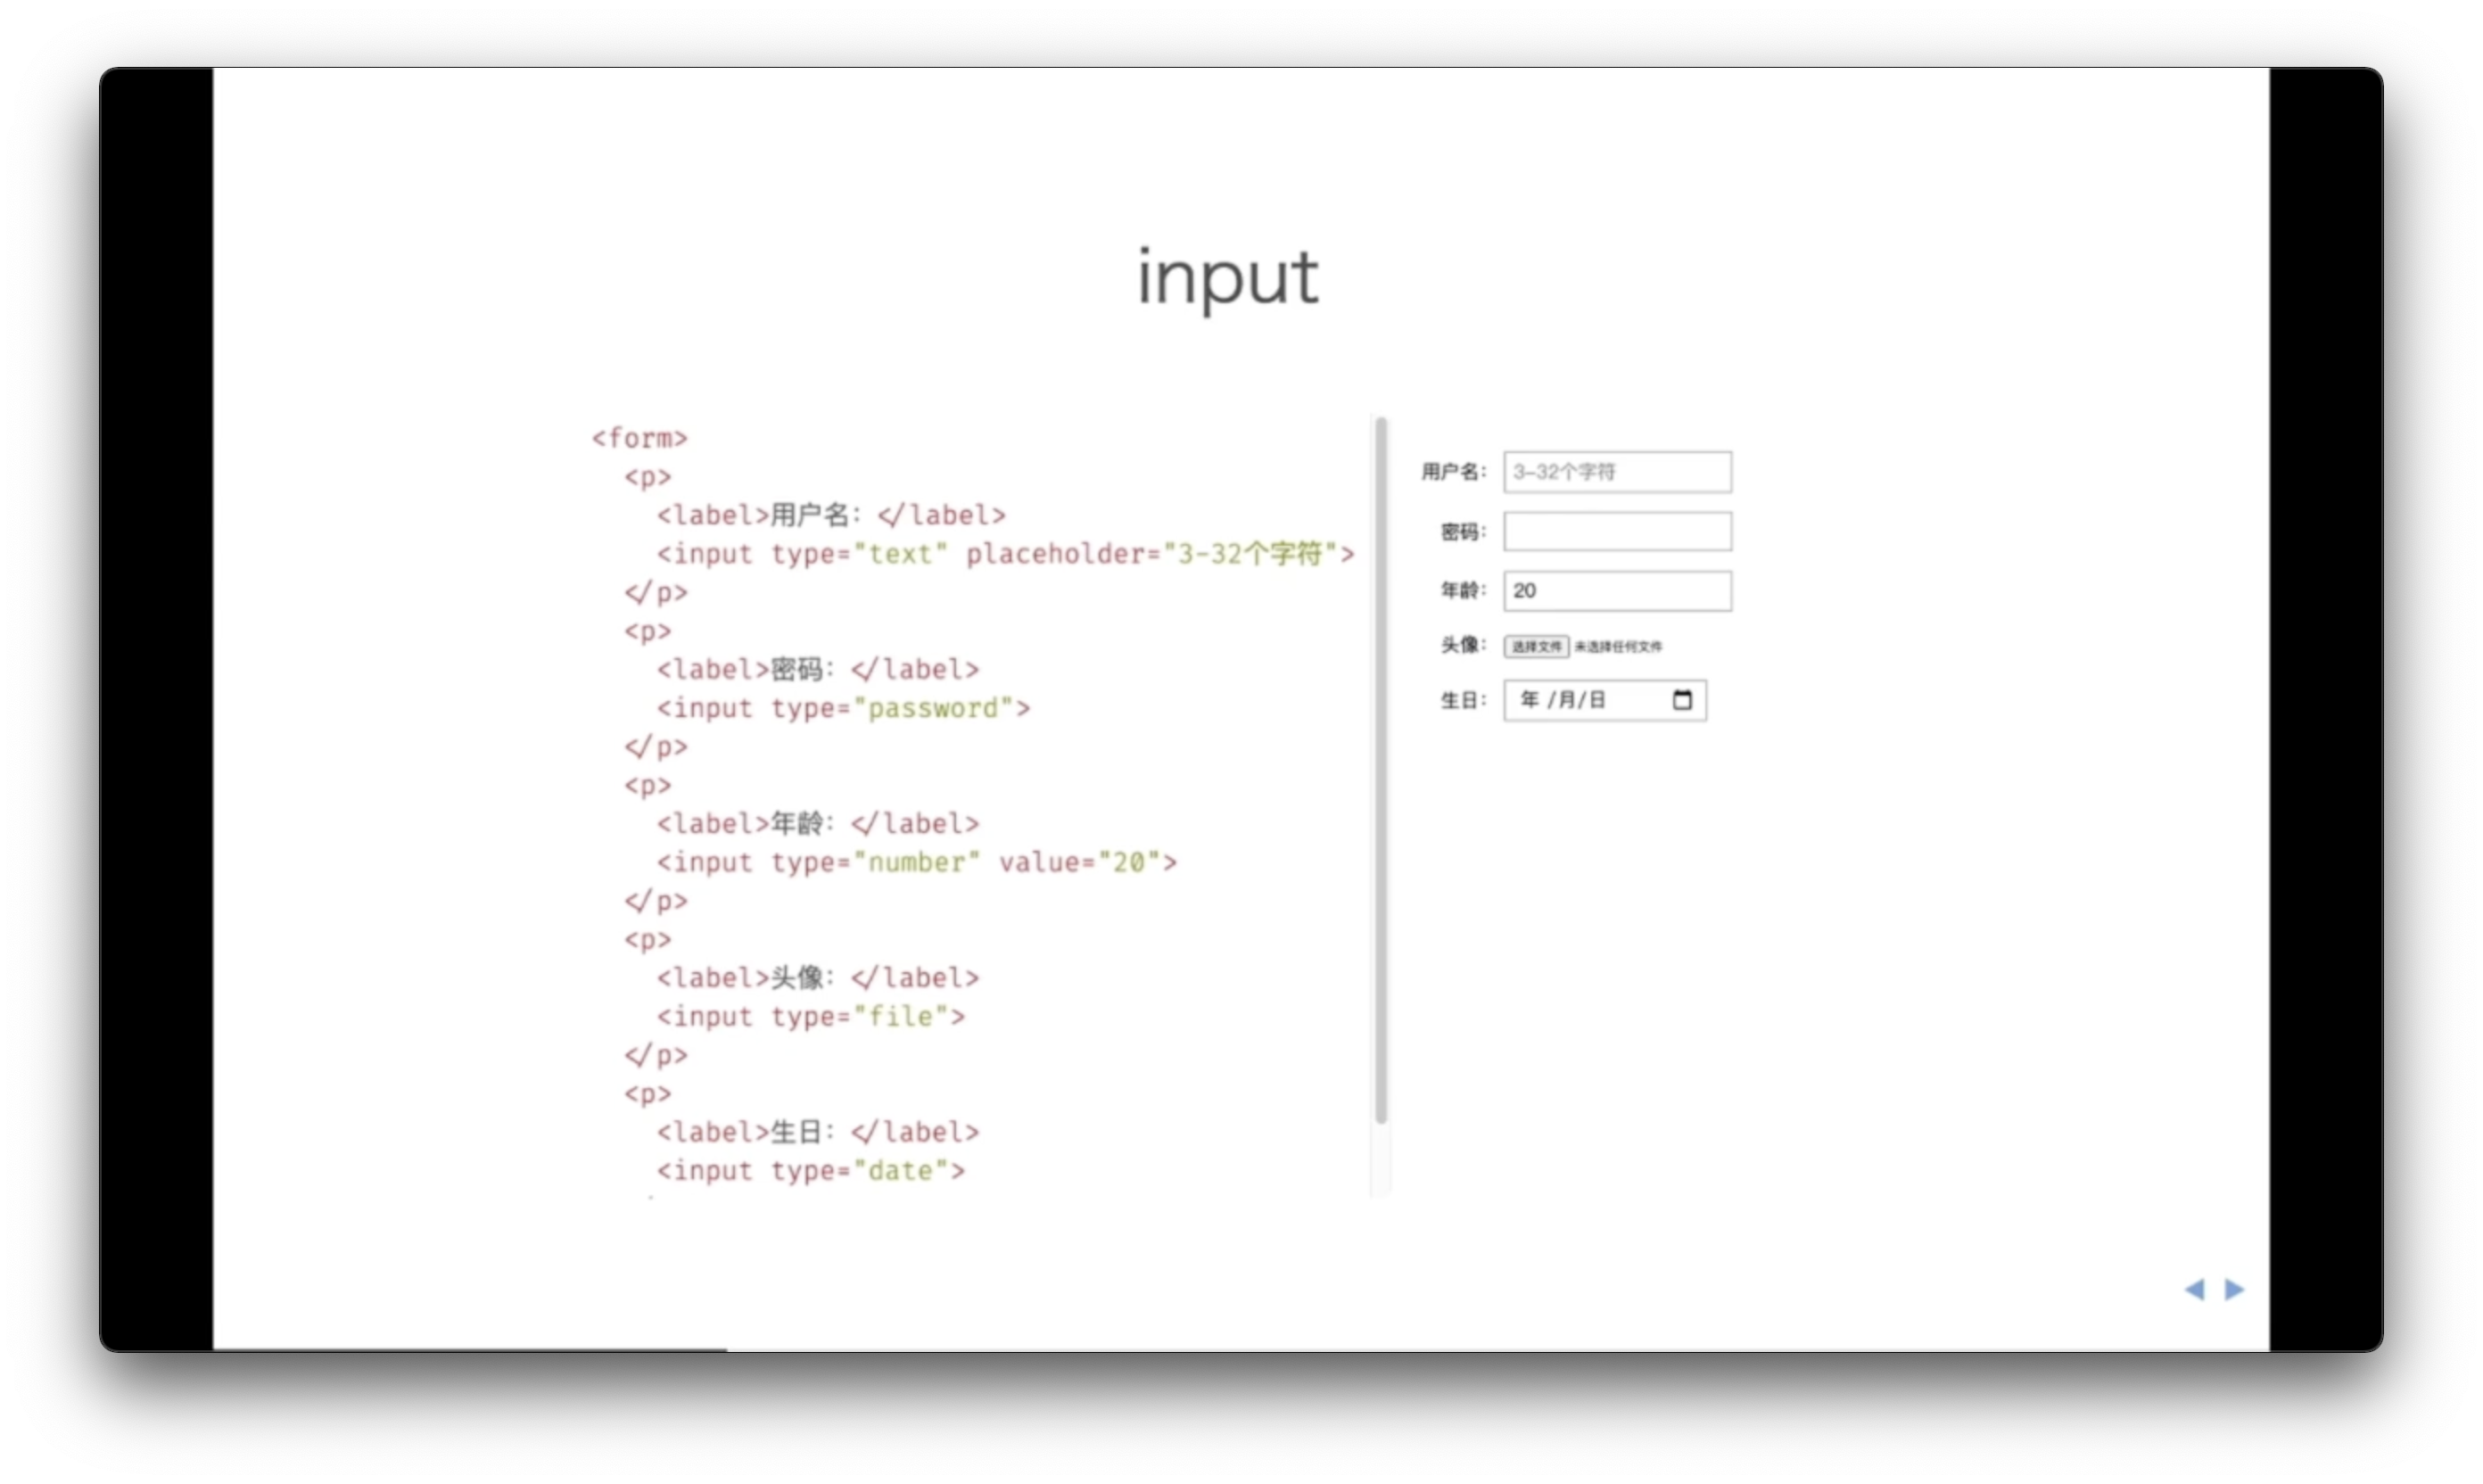 input
<form>
<p>
<label>用户名：</label>
<input type="text" placeholder="3-32个字符">
</p>
<p>
<label>密码：</label>
<input type="password">
</p>
<p>
<label>年龄：</label>
<input type="number" value="20">
</p>
<p>
<label>头像：</label>
<input type="file">
</p>
<p>
<label>生日：</label>
<input type="date">
用户名： 3-32个字符
密码：
年龄： 20
头像： 选择文件 未选择任何文件
生日： 年 /月/日